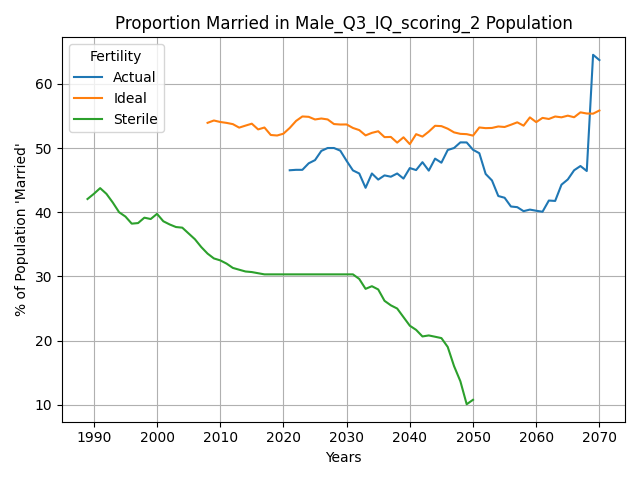 Proportion Married in Male_Q3_IQ_scoring_2 Population
Fertility
Actual
Ideal
Sterile
% of Population 'Married'
60
50
40
30
20
10
1990 2000 2010 2020 2030 2040 2050 2060 2070
Years